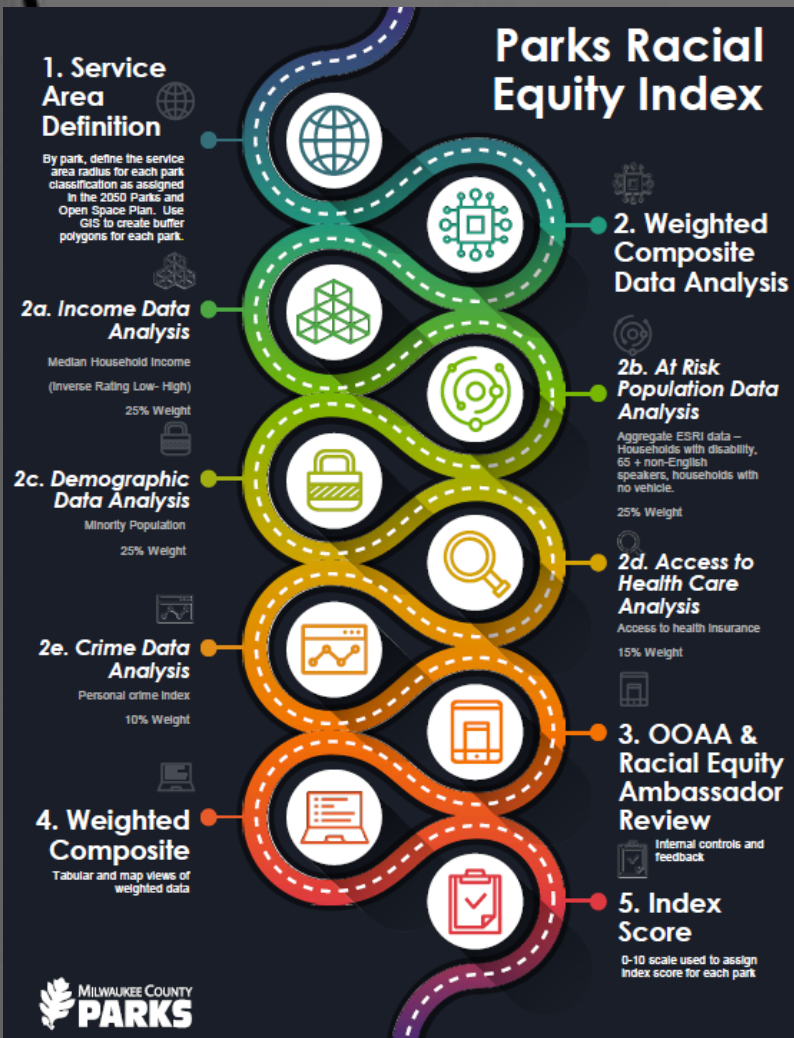 Parks Racial
Equity Index
1. Service
Area
Definition
By park, define the service
area radius for each park
classification as assigned
in the 2050 Parks and
Open Space Plan. Use
GIS to create buffer
polygons for each park.
2. Weighted
Composite
Data Analysis
2a. Income Data
Analysis
Median Household Income
(Inverse Rating Low- High)
25% Weight
2b. At Risk
Population Data
Analysis
Aggregate ESRI data –
Households with disability,
65 + non-English
speakers, households with
no vehicle.
25% Weight
2c. Demographic
Data Analysis
Minority Population
25% Weight
2d. Access to
Health Care
Analysis
Access to health insurance
15% Weight
2e. Crime Data
Analysis
Personal crime index
10% Weight
3. OOAA &
Racial Equity
Ambassador
Review
Internal controls and
feedback
4. Weighted
Composite
Tabular and map views of
weighted data
5. Index
Score
0-10 scale used to assign
index score for each park
MILWAUKEE COUNTY
PARKS